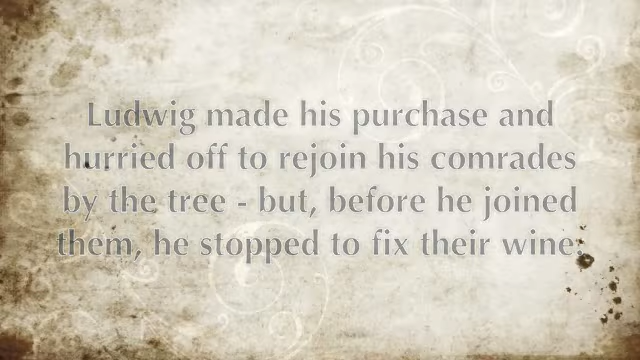 Ludwig made his purchase and
hurried off to rejoin his comrades
by the tree - but, before he joined
them, he stopped to fix their wine.